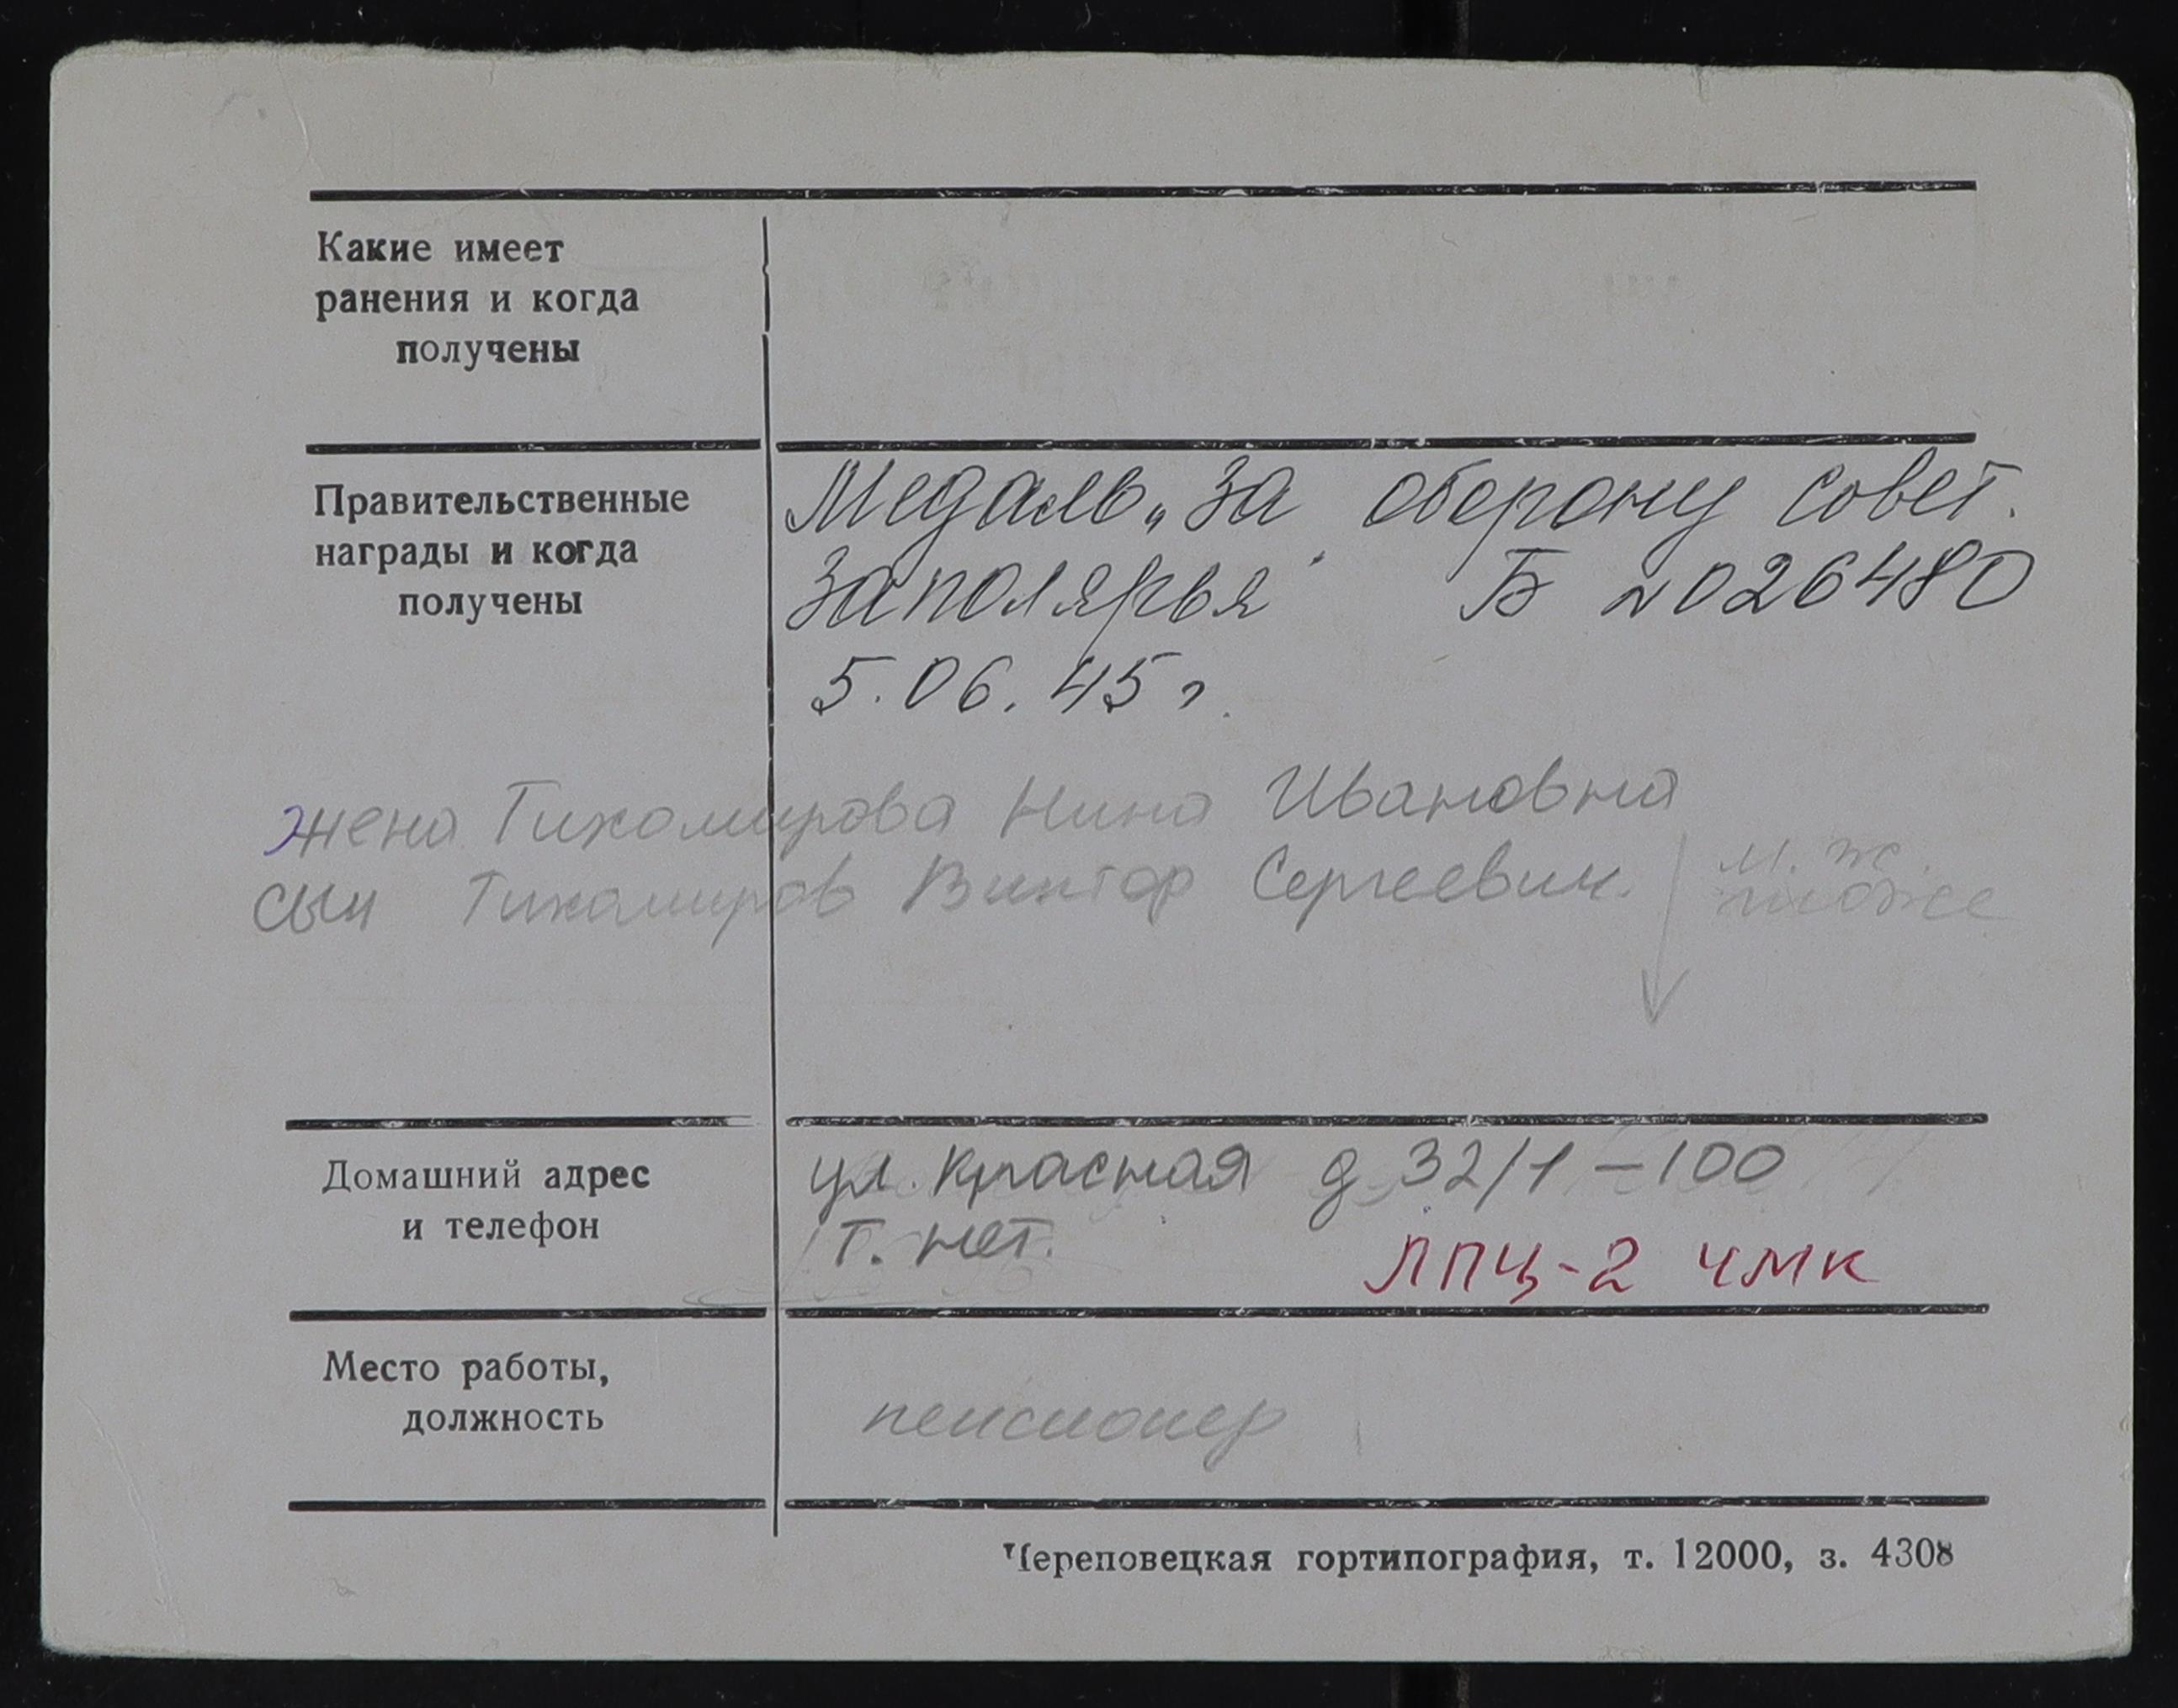 Какие имеет
ранения и когда
получены
Правительственные
награды и когда
получены
Медаль „За оборону совет.
Заполярья" Б №026480
5.06.45г.
жена Тихомирова Нина Ивановна
сын Тихомиров Виктор Сергеевич.
м.ж.
Домашний адрес
и телефон
ул. Красная д 32/1 – 100
т. нет.
ЛПЦ-2 ЧМК
Место работы,
должность
пенсионер
Череповецкая гортипография, т. 12000, з. 4308